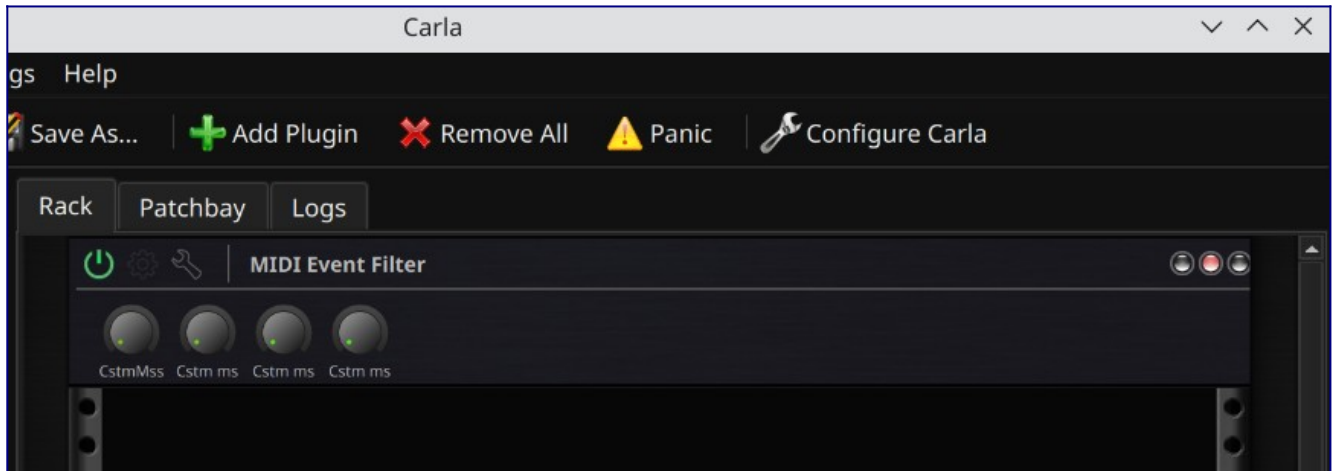 Carla
gs Help
Save As... Add Plugin Remove All Panic Configure Carla
Rack Patchbay Logs
MIDI Event Filter
CstmMss Cstm ms Cstm ms Cstm ms